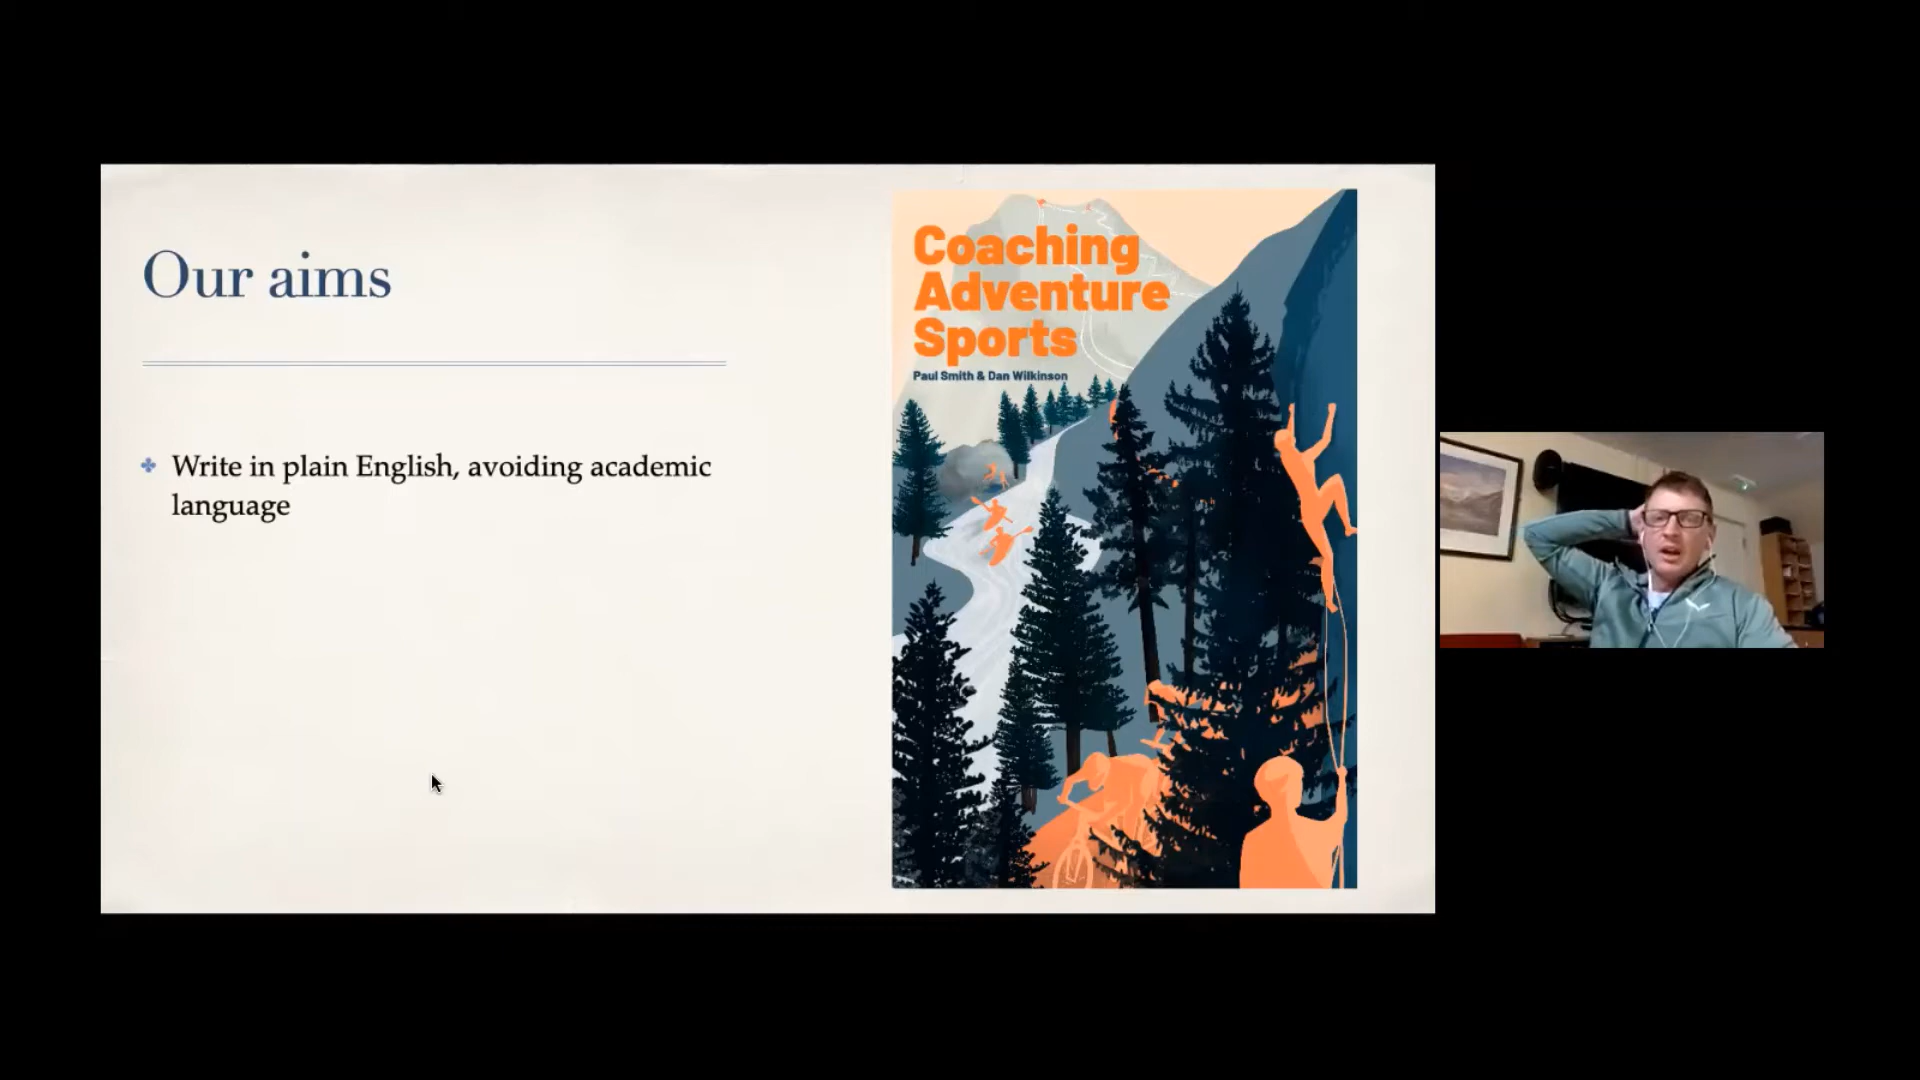 Our aims
Write in plain English, avoiding academic
language
Coaching
Adventure
Sports
Paul Smith & Dan Wilkinson